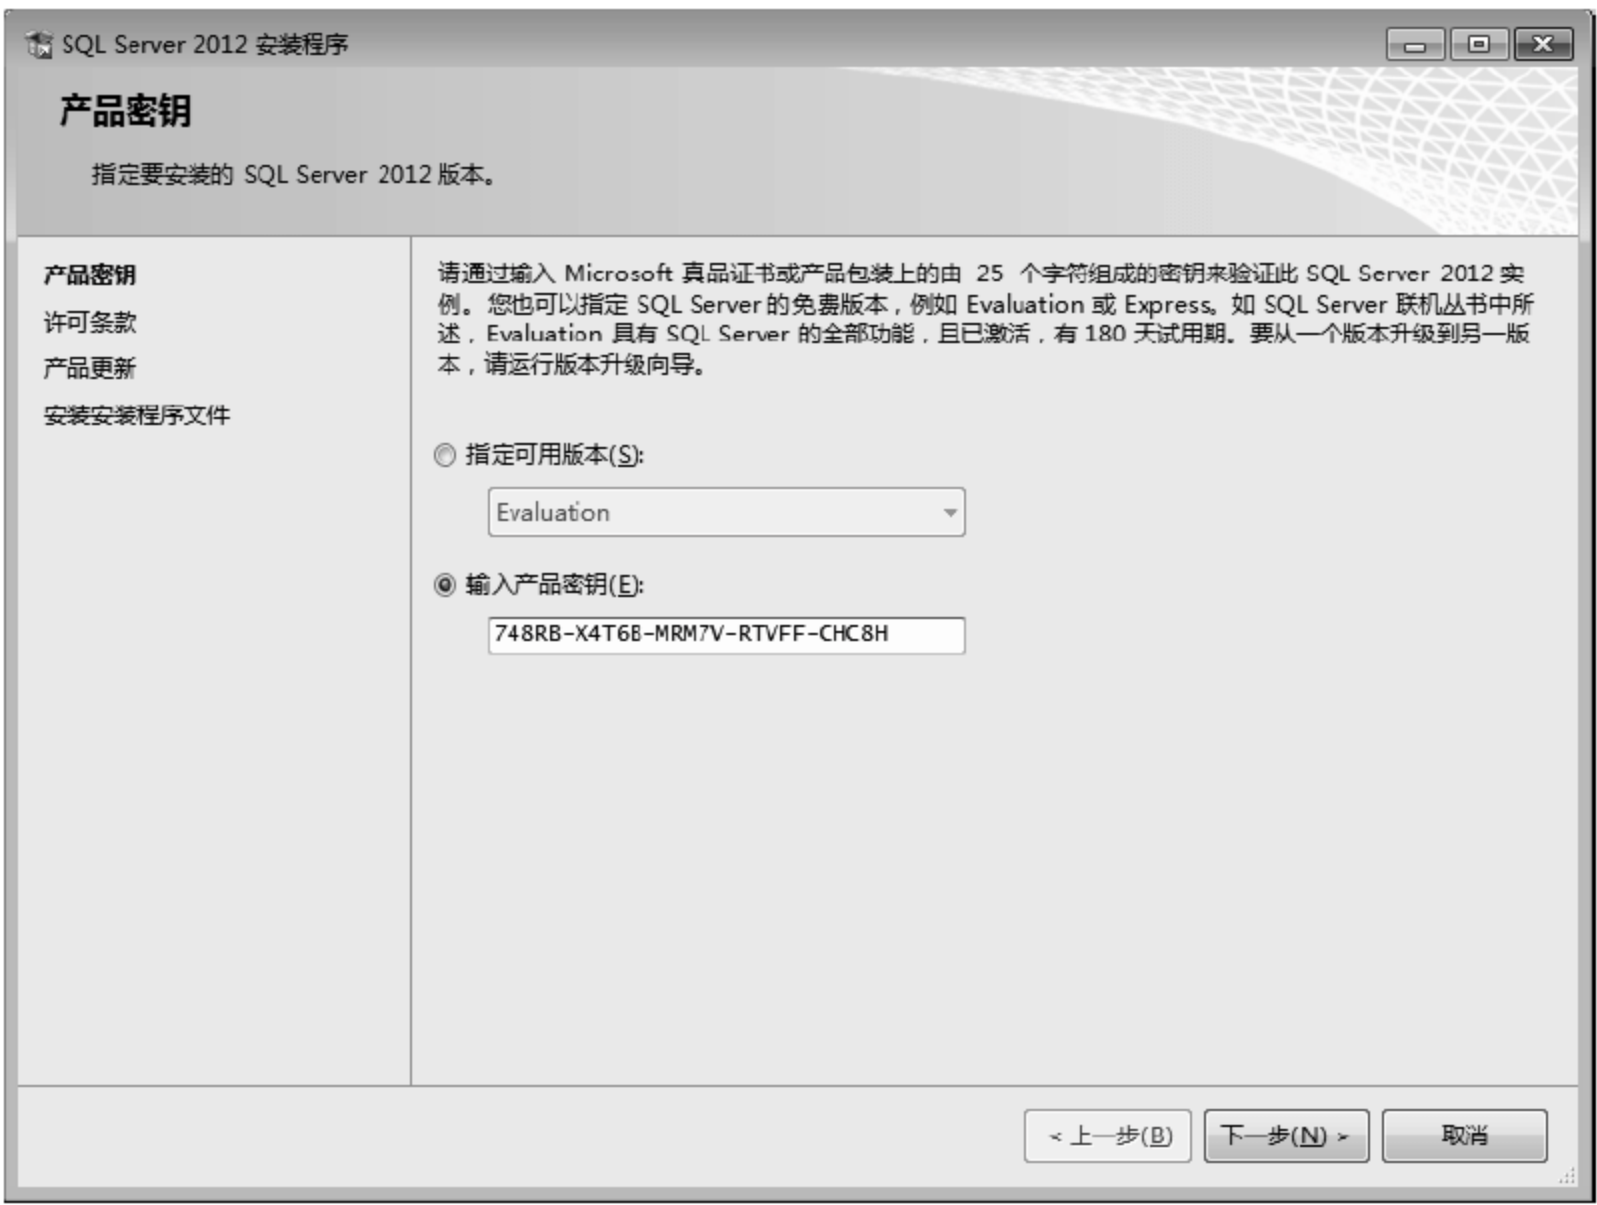 SQL Server 2012 安装程序
产品密钥
指定要安装的 SQL Server 2012 版本。
产品密钥
许可条款
产品更新
安装安装程序文件
请通过输入 Microsoft 真品证书或产品包装上的由 25 个字符组成的密钥来验证此 SQL Server 2012 实
例。您也可以指定 SQL Server 的免费版本，例如 Evaluation 或 Express。如 SQL Server 联机丛书中所
述，Evaluation 具有 SQL Server 的全部功能，且已激活，有 180 天试用期。要从一个版本升级到另一版
本，请运行版本升级向导。
指定可用版本(S):
Evaluation
输入产品密钥(E):
748RB-X4T6B-MRM7V-RTVFF-CHC8H
< 上一步(B)
下一步(N) >
取消